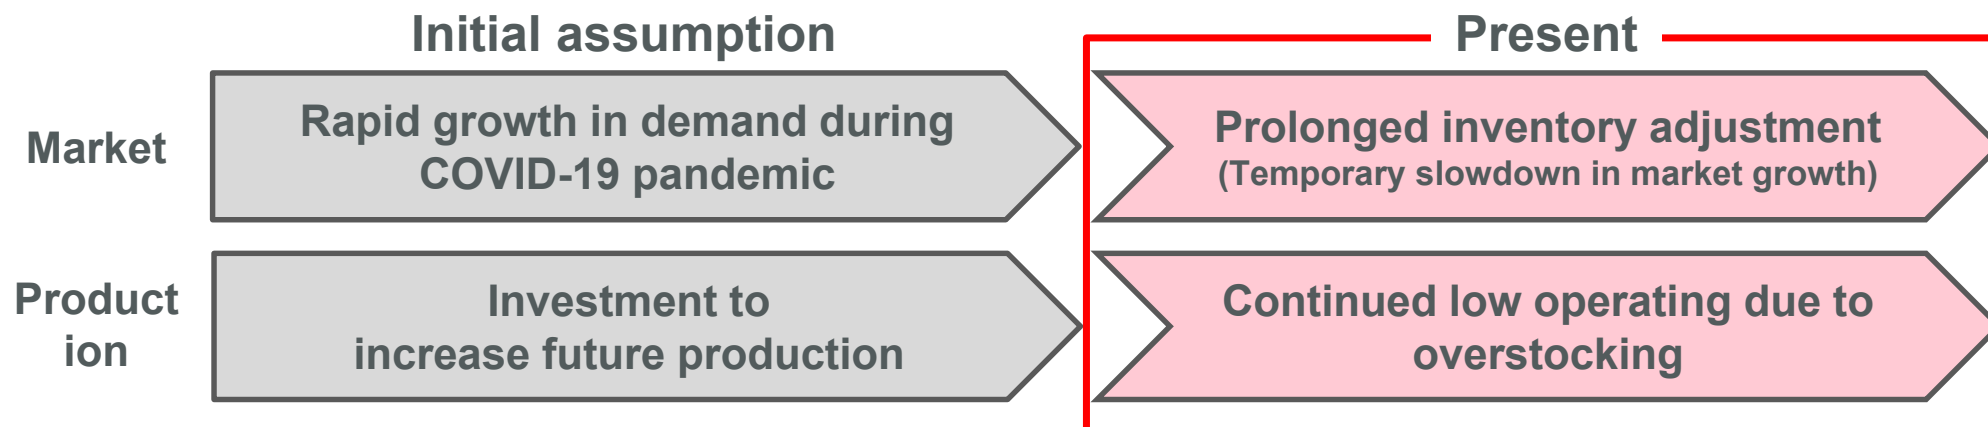 Initial assumption
Present
Market
Rapid growth in demand during
COVID-19 pandemic
Prolonged inventory adjustment
(Temporary slowdown in market growth)
Product
ion
Investment to
increase future production
Continued low operating due to
overstocking